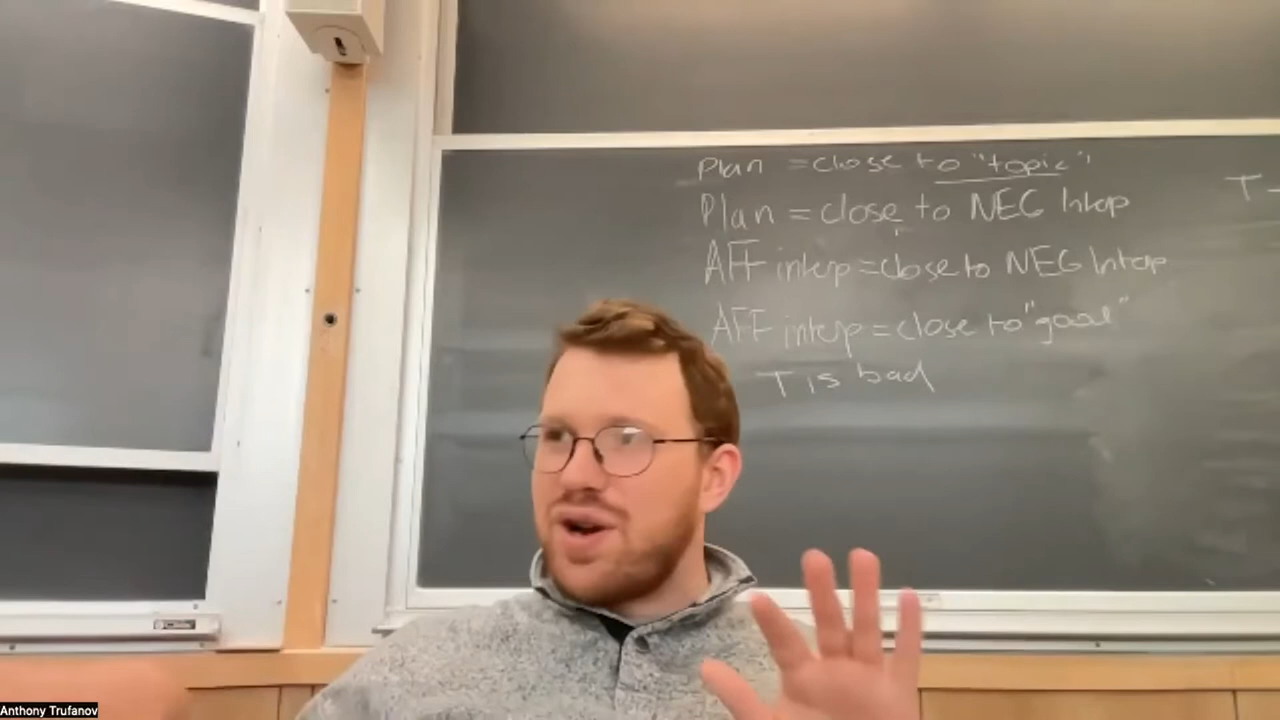 Plan = close to "topic"
Plan = close to NEG Interp
AFF interp = close to NEG Interp
AFF interp = close to "goal"
T is bad
T-
Anthony Trufanov